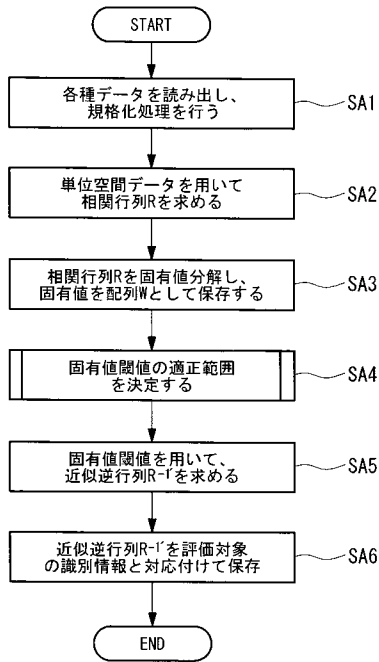 START
各種データを読み出し、
規格化処理を行う
SA1
単位空間データを用いて
相関行列Rを求める
SA2
相関行列Rを固有値分解し、
固有値を配列Wとして保存する
SA3
固有値閾値の適正範囲
を決定する
SA4
固有値閾値を用いて、
近似逆行列R⁻¹'を求める
SA5
近似逆行列R⁻¹'を評価対象
の識別情報と対応付けて保存
SA6
END